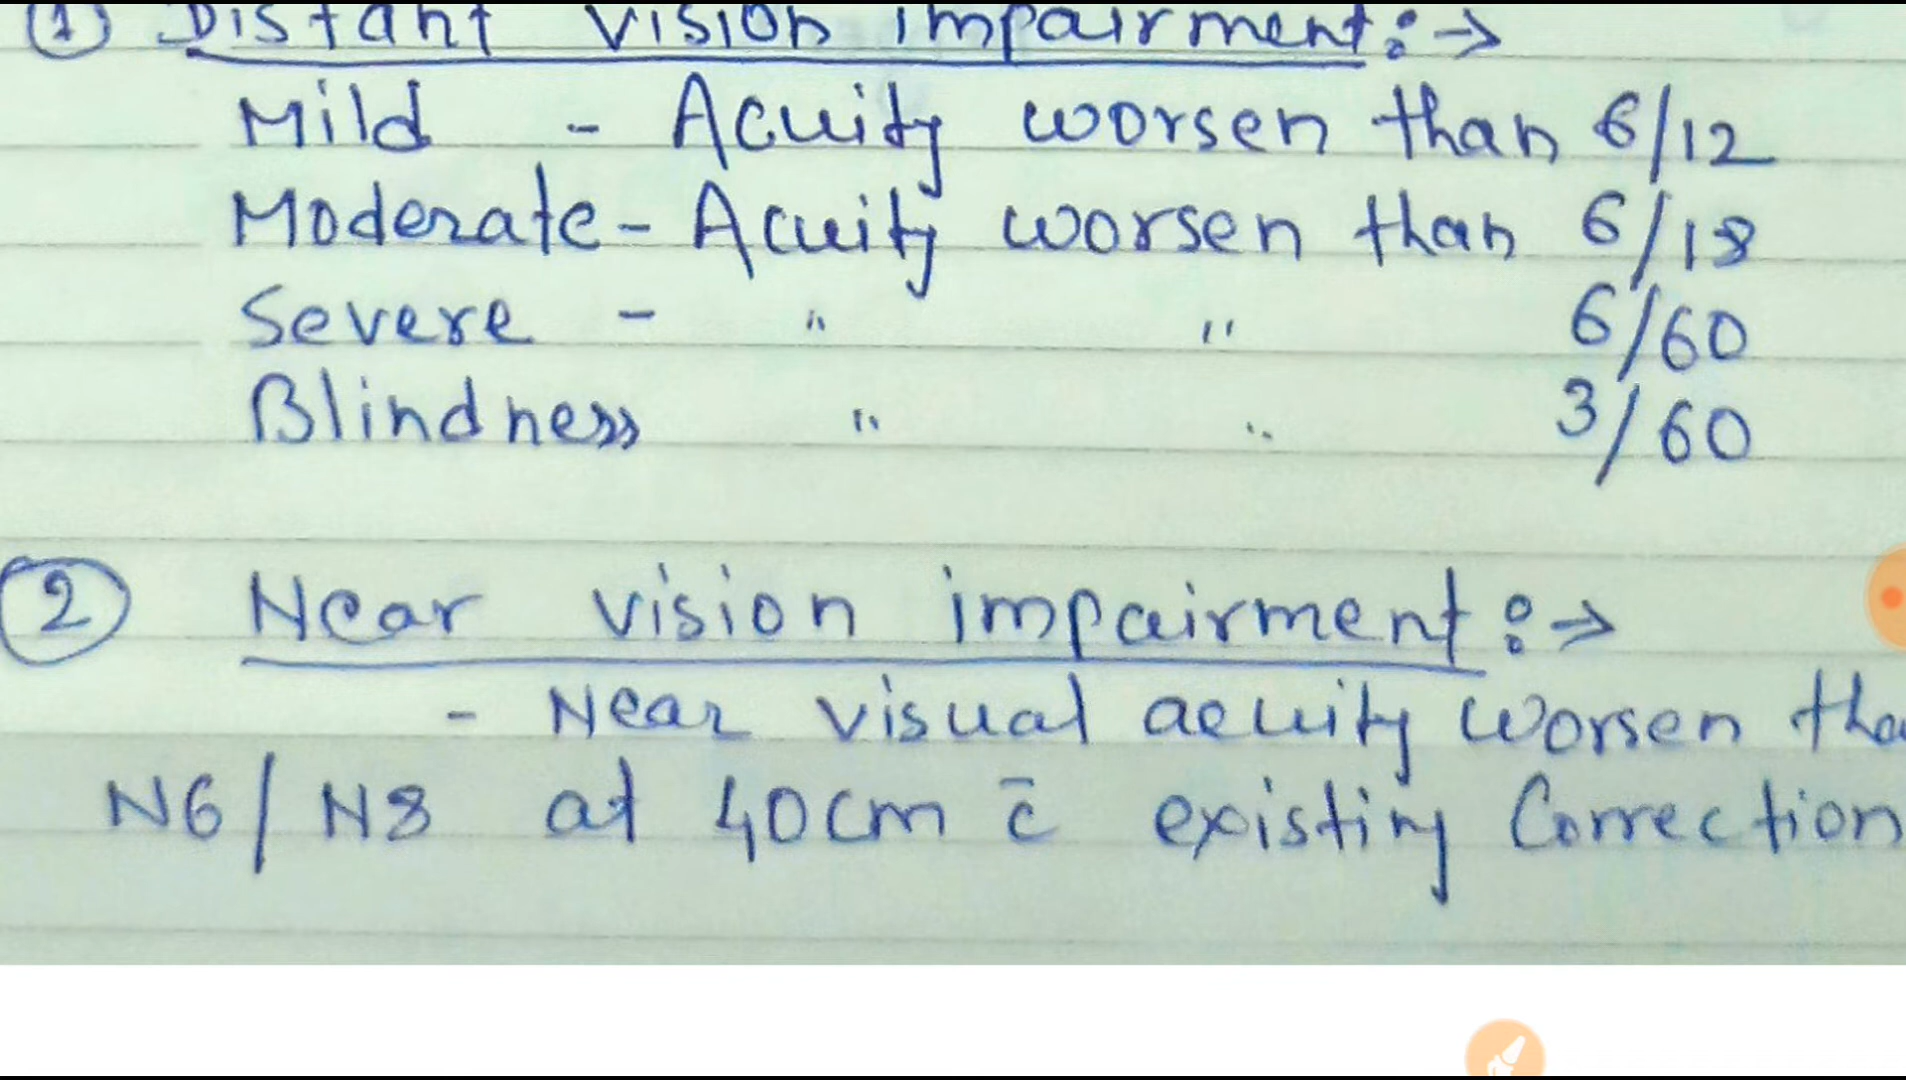 ① Distant vision impairment:→
Mild - Acuity worsen than 6/12
Moderate - Acuity worsen than 6/18
Severe - " " 6/60
Blindness " " 3/60
② Near vision impairment:→
- Near visual acuity worsen tha
N6/N8 at 40cm c̄ existing Correction